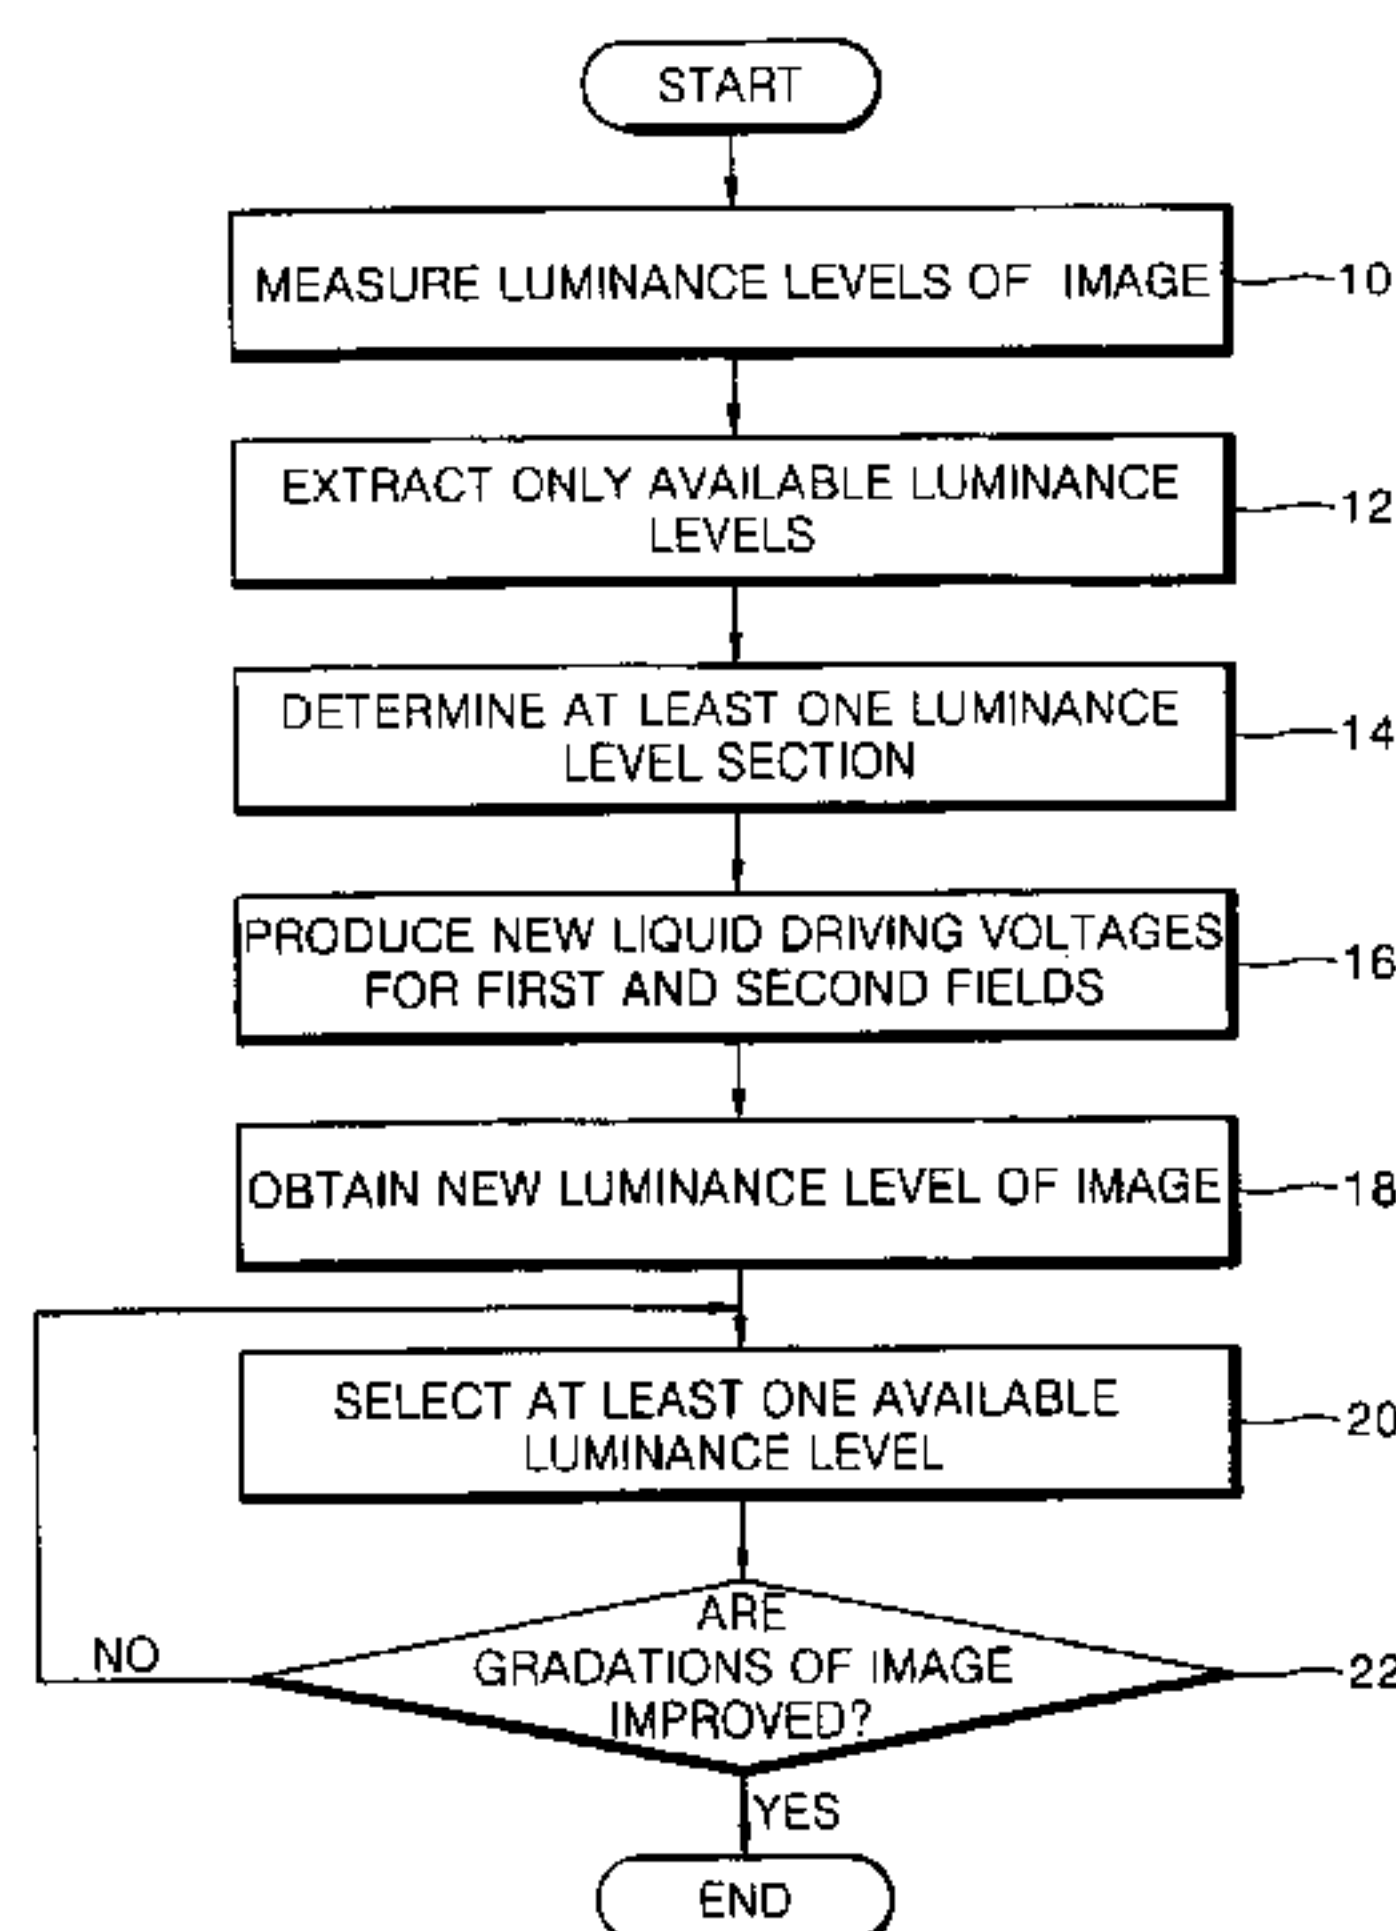 START
MEASURE LUMINANCE LEVELS OF IMAGE
10
EXTRACT ONLY AVAILABLE LUMINANCE
LEVELS
12
DETERMINE AT LEAST ONE LUMINANCE
LEVEL SECTION
14
PRODUCE NEW LIQUID DRIVING VOLTAGES
FOR FIRST AND SECOND FIELDS
16
OBTAIN NEW LUMINANCE LEVEL OF IMAGE
18
SELECT AT LEAST ONE AVAILABLE
LUMINANCE LEVEL
20
ARE
GRADATIONS OF IMAGE
IMPROVED?
22
NO
YES
END